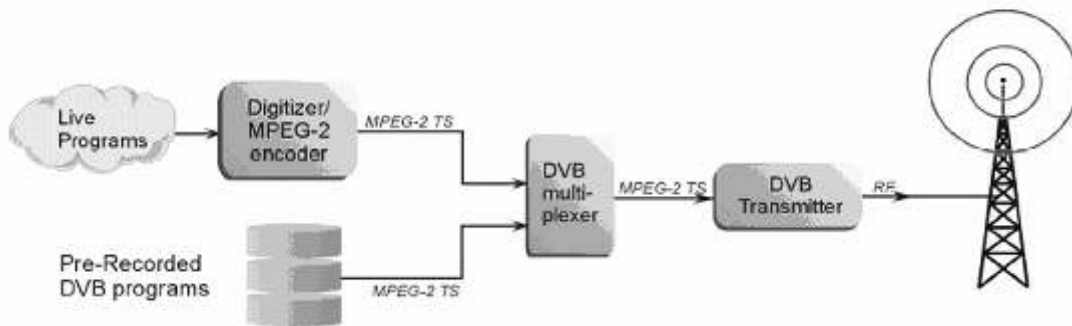 Live
Programs
Digitizer/
MPEG-2
encoder
MPEG-2 TS
Pre-Recorded
DVB programs
MPEG-2 TS
DVB
multi-
plexer
MPEG-2 TS
DVB
Transmitter
RF